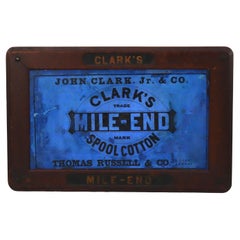 CLARK'S
JOHN CLARK, Jr. & CO.
CLARK'S
TRADE
MILE-END
MARK
SPOOL COTTON
THOMAS RUSSELL & CO.
MILE-END